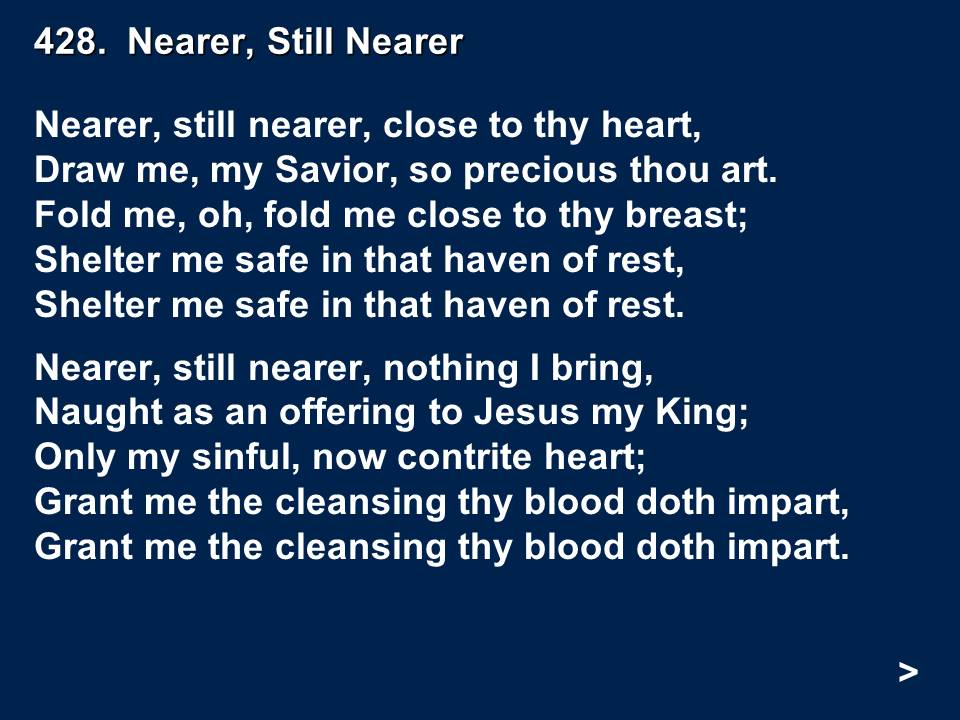 428.  Nearer, Still Nearer
Nearer, still nearer, close to thy heart,
Draw me, my Savior, so precious thou art.
Fold me, oh, fold me close to thy breast;
Shelter me safe in that haven of rest,
Shelter me safe in that haven of rest.
Nearer, still nearer, nothing I bring,
Naught as an offering to Jesus my King;
Only my sinful, now contrite heart;
Grant me the cleansing thy blood doth impart,
Grant me the cleansing thy blood doth impart.
>